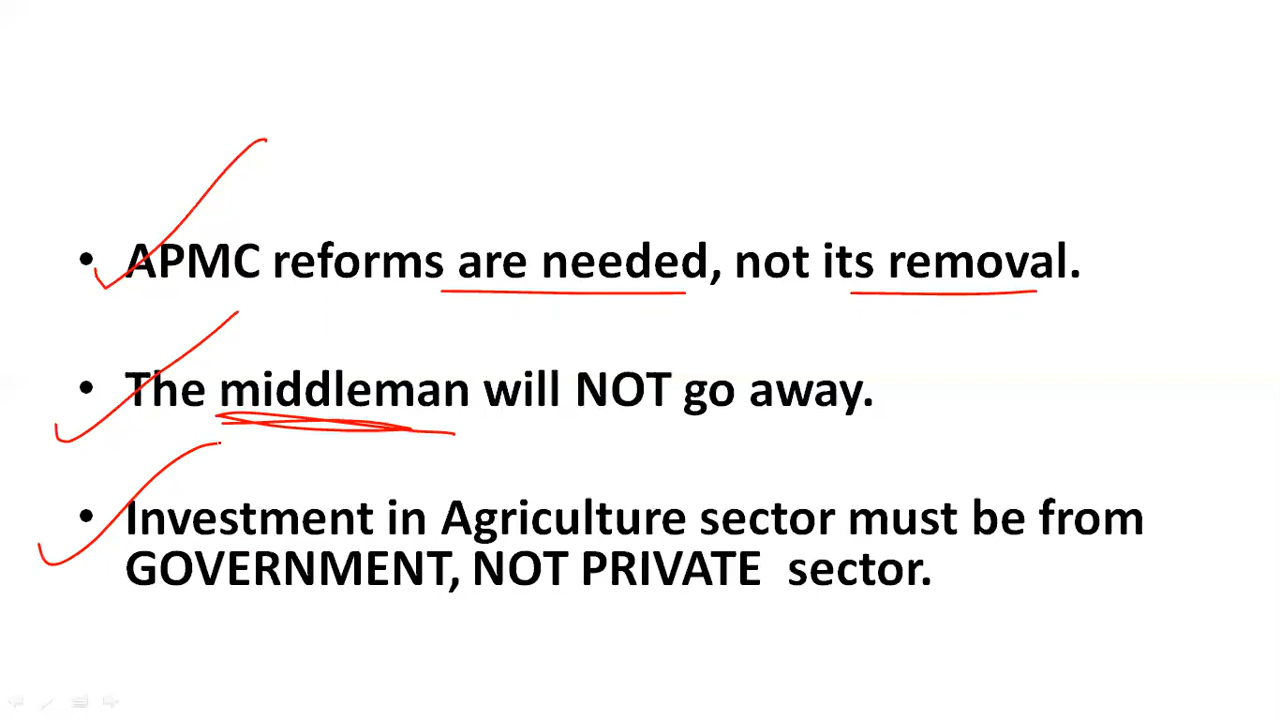 • APMC reforms are needed, not its removal.
• The middleman will NOT go away.
• Investment in Agriculture sector must be from
GOVERNMENT, NOT PRIVATE sector.